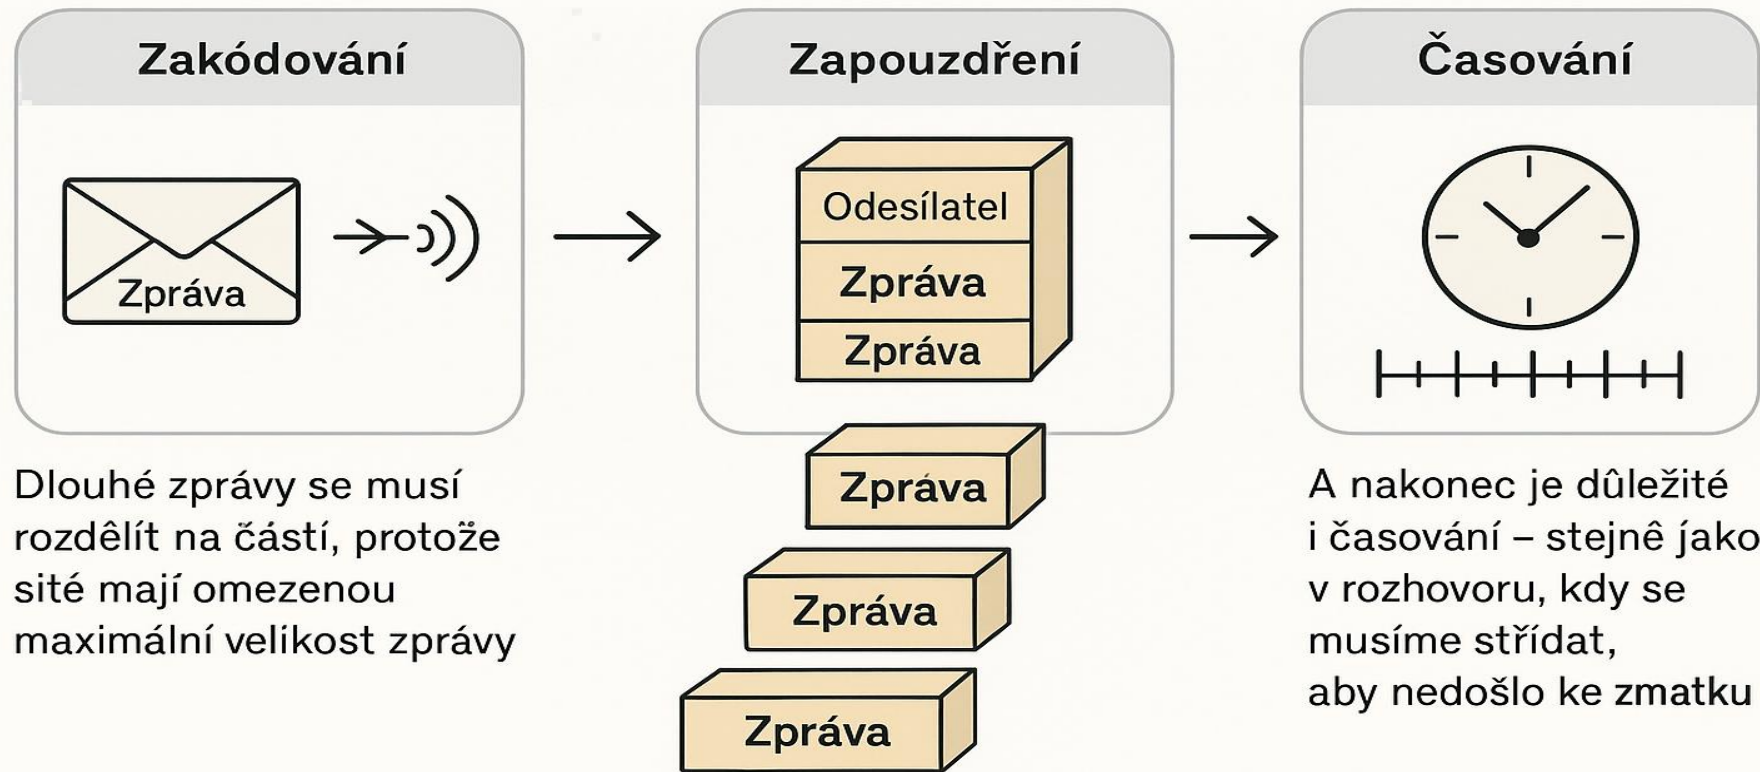 Zakódování
Zpráva
Dlouhé zprávy se musí
rozdêlít na částí, protože
sité mají omezenou
maximální velíkost zprávy
Zapouzdření
Odesílatel
Zpráva
Zpráva
Zpráva
Zpráva
Zpráva
Časování
A nakonec je důležité
i časování – stejnê jako
v rozhovoru, kdy se
musíme střídat,
aby nedošlo ke zmatku